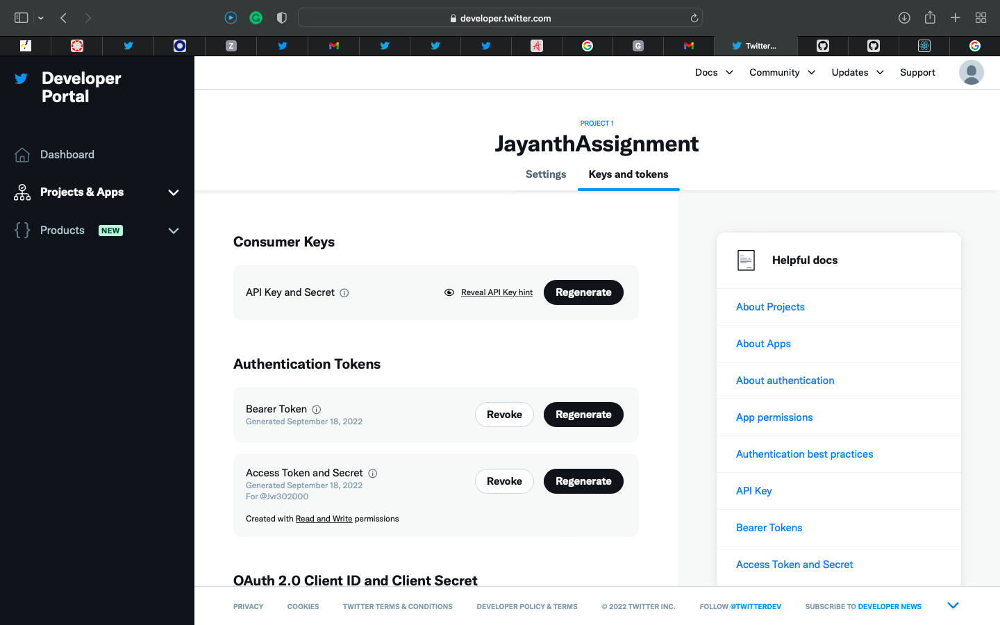 developer.twitter.com
Z
G
Twitter...
Developer
Portal
Docs Community Updates Support
Dashboard
Projects & Apps
Products NEW
PROJECT 1
JayanthAssignment
Settings Keys and tokens
Consumer Keys
API Key and Secret Reveal API Key hint Regenerate
Authentication Tokens
Bearer Token
Generated September 18, 2022
Revoke Regenerate
Access Token and Secret
Generated September 18, 2022
For @Jvr302000
Revoke Regenerate
Created with Read and Write permissions
OAuth 2.0 Client ID and Client Secret
Helpful docs
About Projects
About Apps
About authentication
App permissions
Authentication best practices
API Key
Bearer Tokens
Access Token and Secret
PRIVACY COOKIES TWITTER TERMS & CONDITIONS DEVELOPER POLICY & TERMS © 2022 TWITTER INC. FOLLOW @TWITTERDEV SUBSCRIBE TO DEVELOPER NEWS